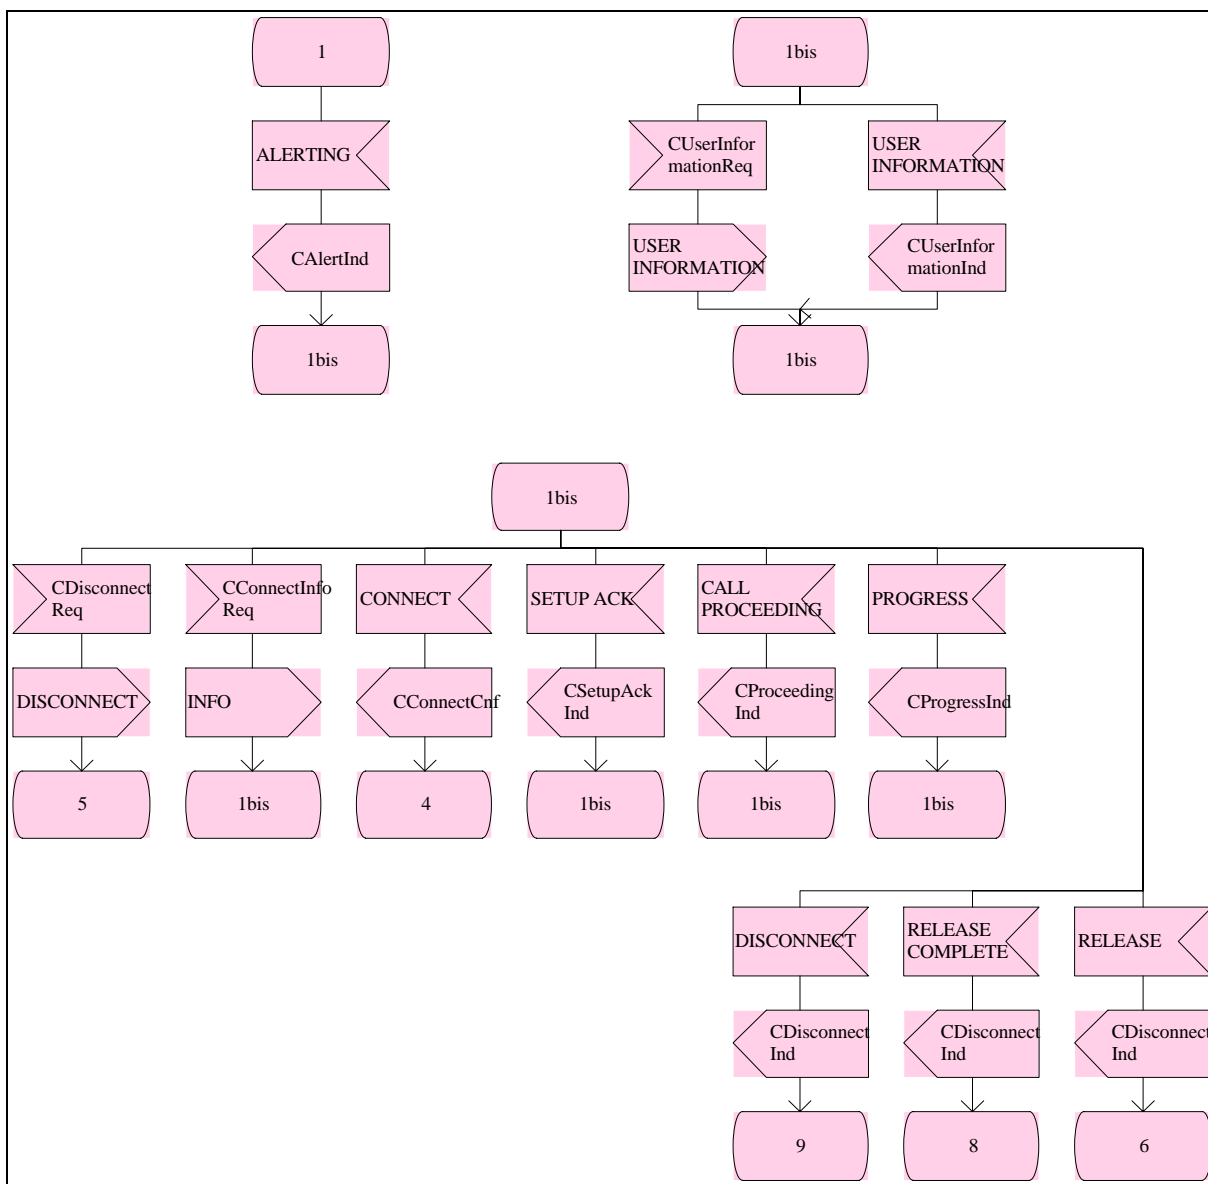 1
1bis
ALERTING
CUserInfor
mationReq
USER
INFORMATION
CAlertInd
USER
INFORMATION
CUserInfor
mationInd
1bis
1bis
1bis
CDisconnect
Req
CConnectInfo
Req
CONNECT
SETUP ACK
CALL
PROCEEDING
PROGRESS
DISCONNECT
INFO
CConnectCnf
CSetupAck
Ind
CProceeding
Ind
CProgressInd
5
1bis
4
1bis
1bis
1bis
DISCONNECT
RELEASE
COMPLETE
RELEASE
CDisconnect
Ind
CDisconnect
Ind
CDisconnect
Ind
9
8
6